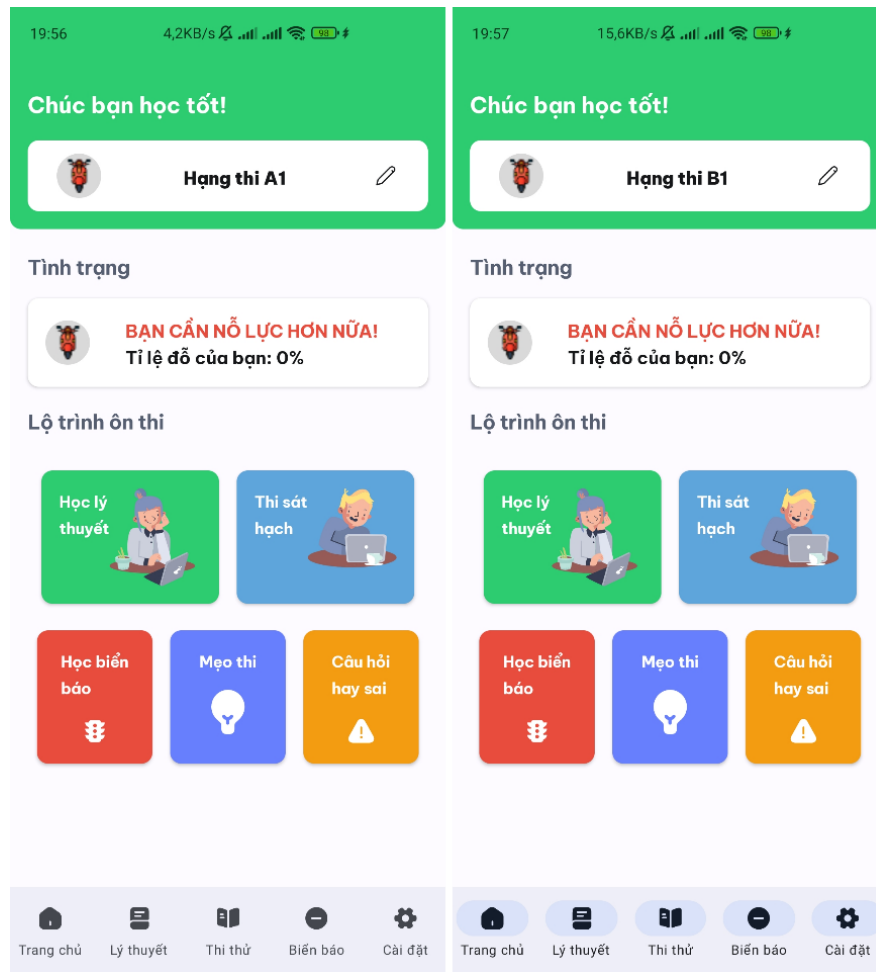 19:56 4,2KB/s 98
Chúc bạn học tốt!
Hạng thi A1
Tình trạng
BẠN CẦN NỖ LỰC HƠN NỮA!
Tỉ lệ đỗ của bạn: 0%
Lộ trình ôn thi
Học lý
thuyết
Thi sát
hạch
Học biển
báo
Mẹo thi
Câu hỏi
hay sai
Trang chủ Lý thuyết Thi thử Biển báo Cài đặt
19:57 15,6KB/s 98
Chúc bạn học tốt!
Hạng thi B1
Tình trạng
BẠN CẦN NỖ LỰC HƠN NỮA!
Tỉ lệ đỗ của bạn: 0%
Lộ trình ôn thi
Học lý
thuyết
Thi sát
hạch
Học biển
báo
Mẹo thi
Câu hỏi
hay sai
Trang chủ Lý thuyết Thi thử Biển báo Cài đặt